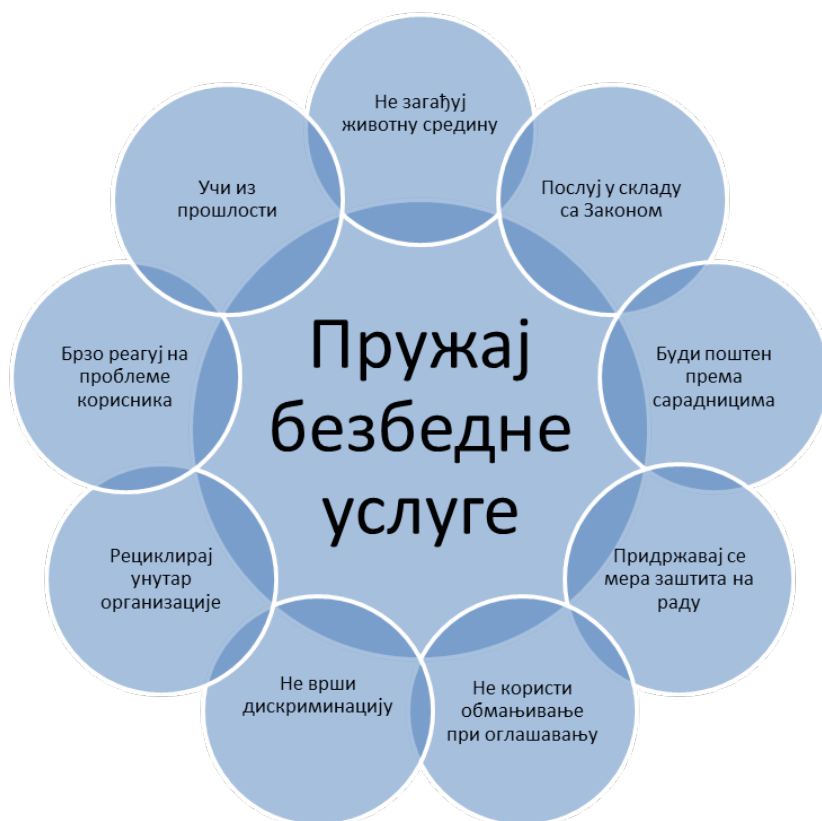 Не загађуј
животну средину
Послуј у складу
са Законом
Буди поштен
према
сарадницима
Придржавај се
мера заштита на
раду
Не користи
обмањивање
при оглашавању
Не врши
дискриминацију
Рециклирај
унутар
организације
Брзо реагуј на
проблеме
корисника
Учи из
прошлости
Пружај
безбедне
услуге